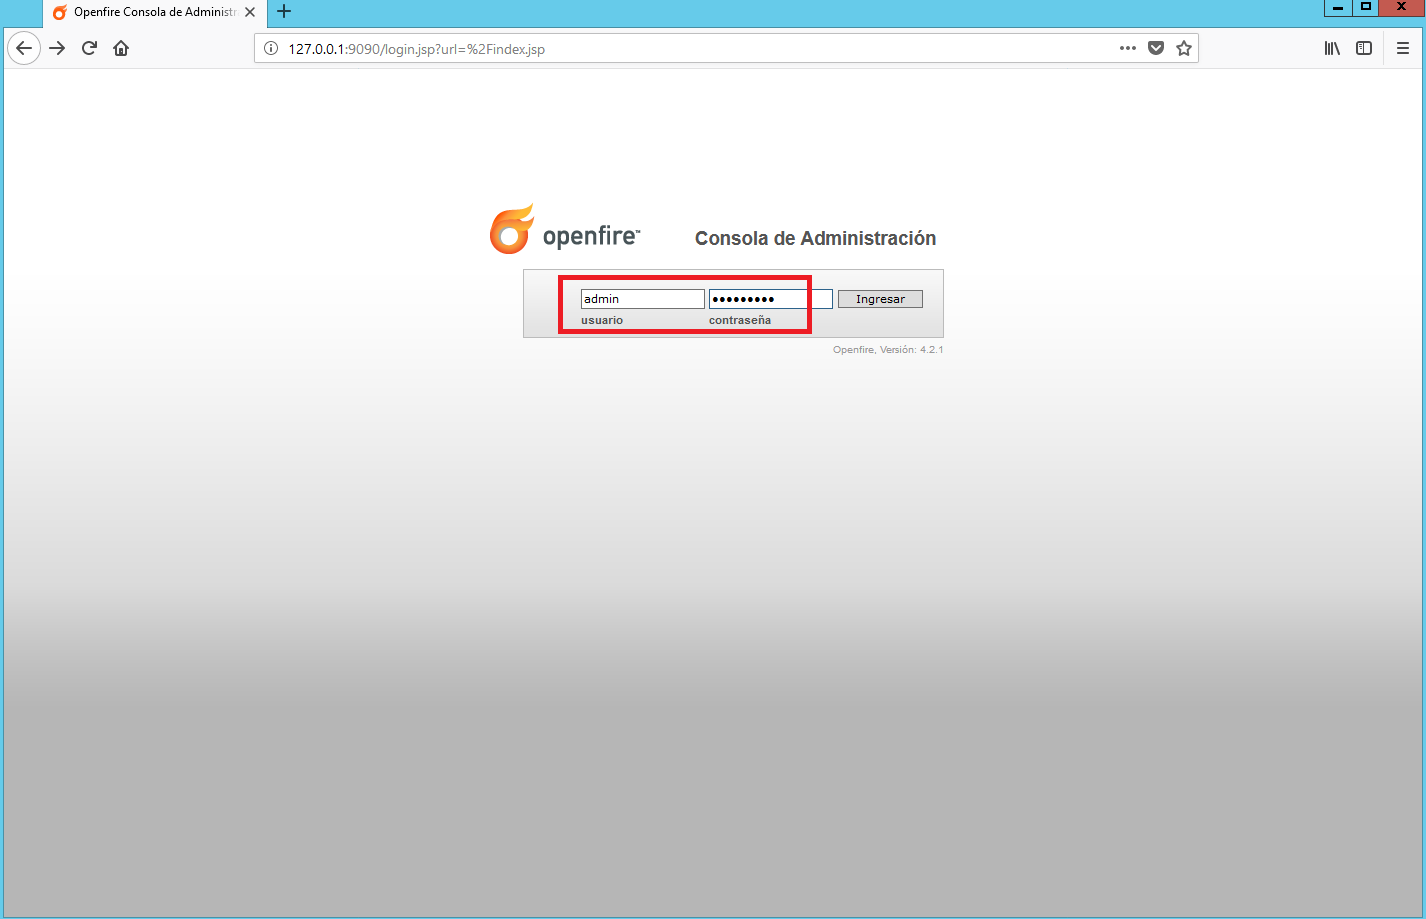 Openfire Consola de Administr
127.0.0.1:9090/login.jsp?url=%2Findex.jsp
openfire™
Consola de Administración
admin
•••••••••
Ingresar
usuario
contraseña
Openfire, Versión: 4.2.1